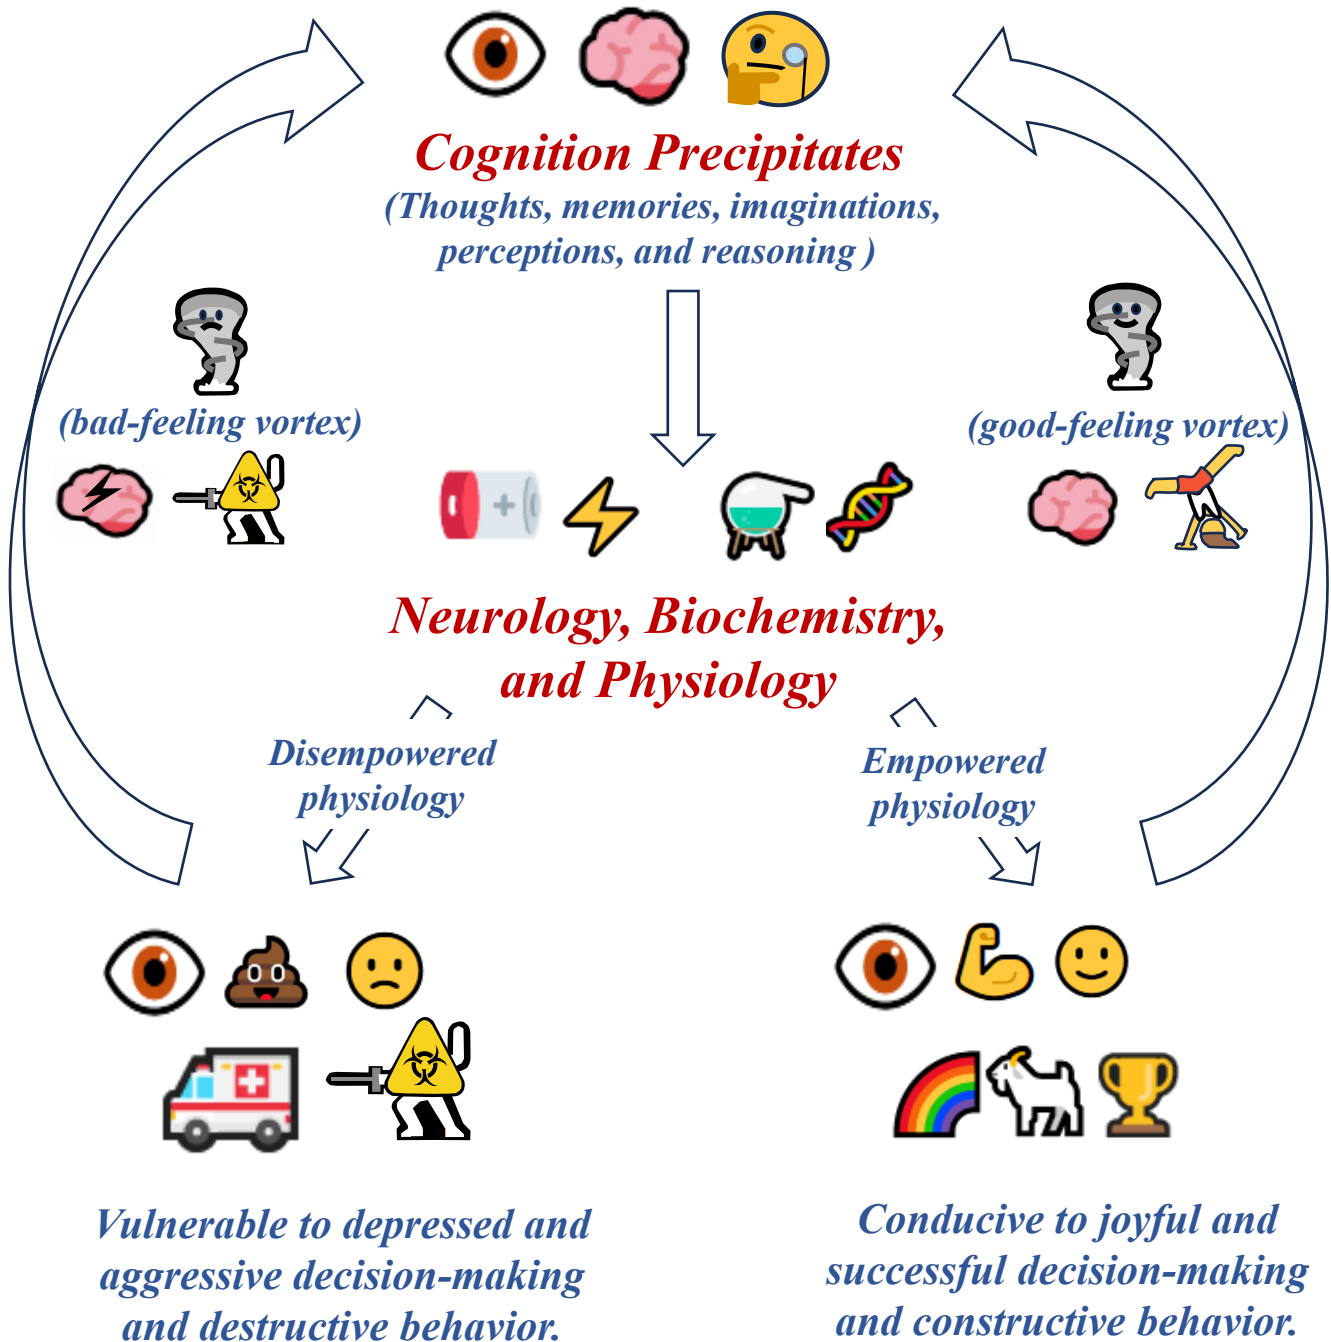 Cognition Precipitates
(Thoughts, memories, imaginations,
perceptions, and reasoning )
(bad-feeling vortex)
(good-feeling vortex)
Neurology, Biochemistry,
and Physiology
Disempowered
physiology
Empowered
physiology
Vulnerable to depressed and
aggressive decision-making
and destructive behavior.
Conducive to joyful and
successful decision-making
and constructive behavior.